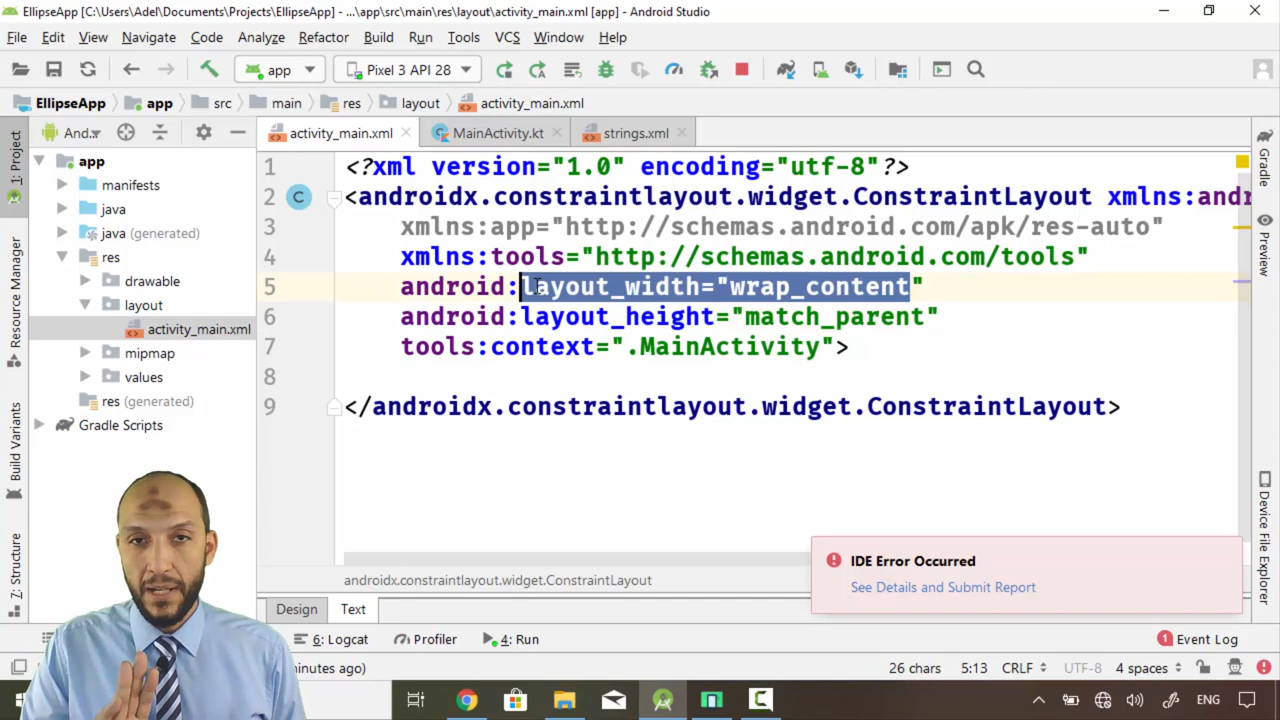 EllipseApp [C:\Users\Adel\Documents\Projects\EllipseApp] - ...\app\src\main\res\layout\activity_main.xml [app] - Android Studio
File Edit View Navigate Code Analyze Refactor Build Run Tools VCS Window Help
app Pixel 3 API 28
EllipseApp app src main res layout activity_main.xml
And.. activity_main.xml MainActivity.kt strings.xml
1: Project
Resource Manager
Build Variants
7: Structure
app
manifests
java
java (generated)
res
drawable
layout
activity_main.xml
mipmap
values
res (generated)
Gradle Scripts
1 <?xml version="1.0" encoding="utf-8"?>
2 <androidx.constraintlayout.widget.ConstraintLayout xmlns:andr
3 xmlns:app="http://schemas.android.com/apk/res-auto"
4 xmlns:tools="http://schemas.android.com/tools"
5 android:layout_width="wrap_content"
6 android:layout_height="match_parent"
7 tools:context=".MainActivity">
8
9 </androidx.constraintlayout.widget.ConstraintLayout>
Gradle
Preview
Device File Explorer
IDE Error Occurred
See Details and Submit Report
androidx.constraintlayout.widget.ConstraintLayout
Design Text
6: Logcat Profiler 4: Run 1 Event Log
minutes ago) 26 chars 5:13 CRLF UTF-8 4 spaces
ENG